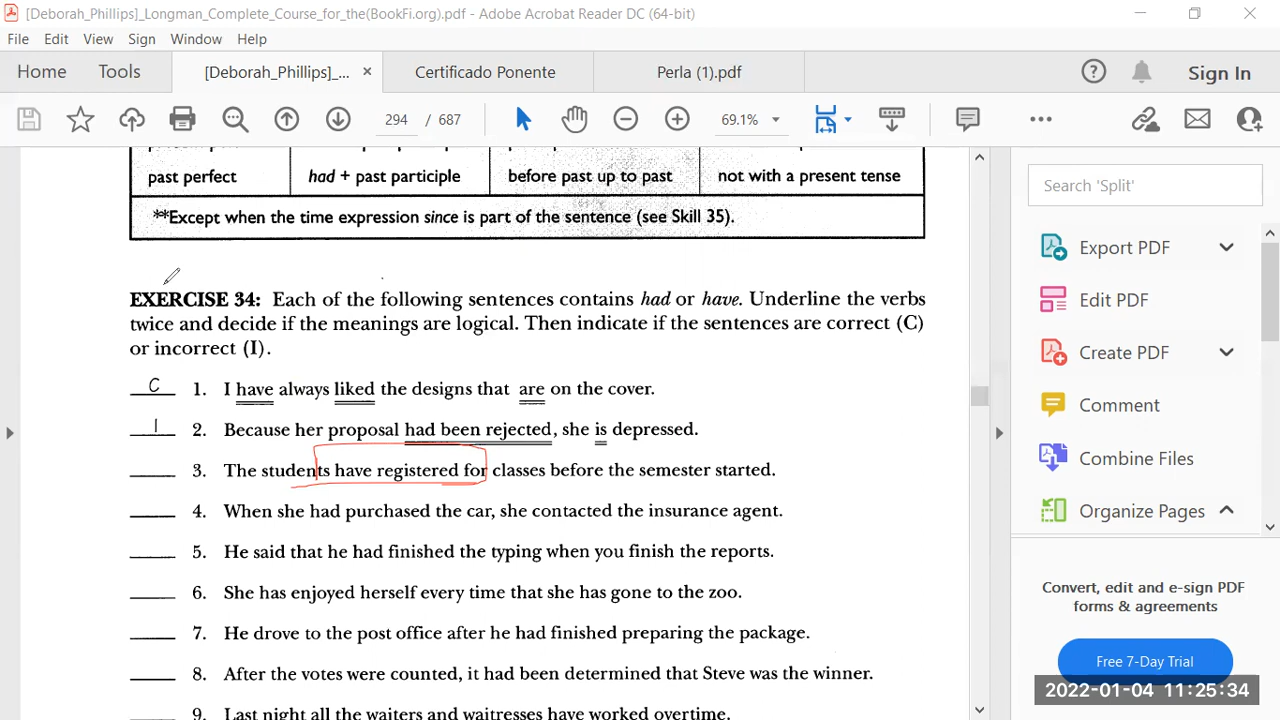 [Deborah_Phillips]_Longman_Complete_Course_for_the(BookFi.org).pdf - Adobe Acrobat Reader DC (64-bit)
File Edit View Sign Window Help
Home Tools [Deborah_Phillips]_... × Certificado Ponente Perla (1).pdf Sign In
294 / 687 69.1%
past perfect had + past participle before past up to past not with a present tense
**Except when the time expression since is part of the sentence (see Skill 35).
Search 'Split'
Export PDF
Edit PDF
Create PDF
Comment
Combine Files
Organize Pages
EXERCISE 34: Each of the following sentences contains had or have. Underline the verbs
twice and decide if the meanings are logical. Then indicate if the sentences are correct (C)
or incorrect (I).
C 1. I have always liked the designs that are on the cover.
I 2. Because her proposal had been rejected, she is depressed.
3. The students have registered for classes before the semester started.
4. When she had purchased the car, she contacted the insurance agent.
5. He said that he had finished the typing when you finish the reports.
6. She has enjoyed herself every time that she has gone to the zoo.
7. He drove to the post office after he had finished preparing the package.
8. After the votes were counted, it had been determined that Steve was the winner.
9. Last night all the waiters and waitresses have worked overtime.
Convert, edit and e-sign PDF
forms & agreements
Free 7-Day Trial
2022-01-04 11:25:34